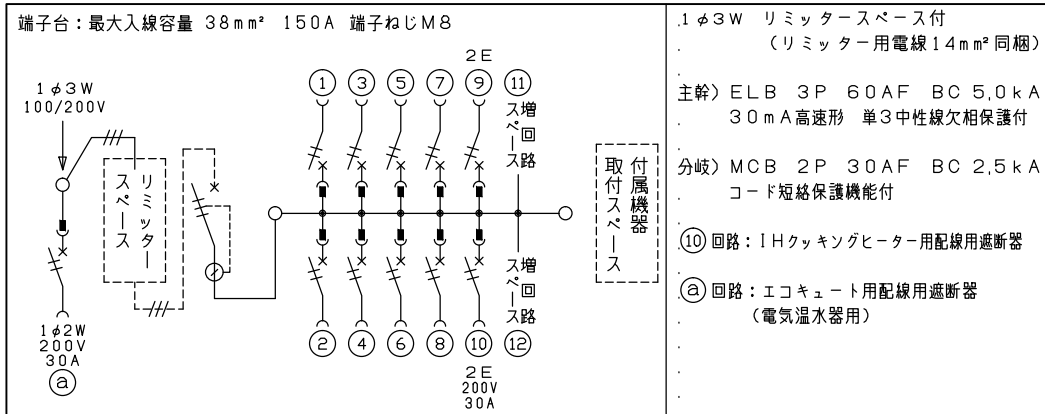 端子台：最大入線容量 38mm² 150A 端子ねじM8
1φ3W
100/200V
リミッター
スペース
1φ2W
200V
30A
ⓐ
2E
① ③ ⑤ ⑦ ⑨ ⑪
増回路
スペース
増回路
スペース
② ④ ⑥ ⑧ ⑩ ⑫
2E
200V
30A
付属機器
取付スペース
1φ3W リミッタースペース付
（リミッター用電線14mm²同梱）
主幹）ELB 3P 60AF BC 5,0kA
30mA高速形 単3中性線欠相保護付
分岐）MCB 2P 30AF BC 2,5kA
コード短絡保護機能付
⑩回路：IHクッキングヒーター用配線用遮断器
ⓐ回路：エコキュート用配線用遮断器
（電気温水器用）